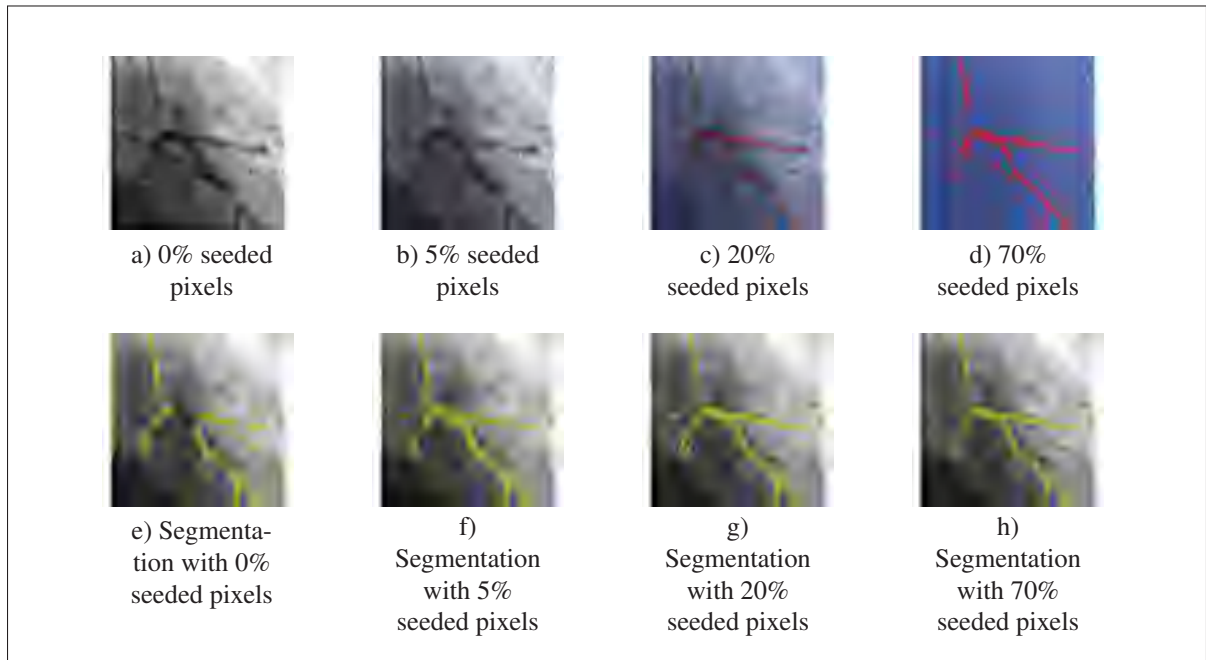 a) 0% seeded
pixels
b) 5% seeded
pixels
c) 20%
seeded pixels
d) 70%
seeded pixels
e) Segmenta-
tion with 0%
seeded pixels
f)
Segmentation
with 5%
seeded pixels
g)
Segmentation
with 20%
seeded pixels
h)
Segmentation
with 70%
seeded pixels